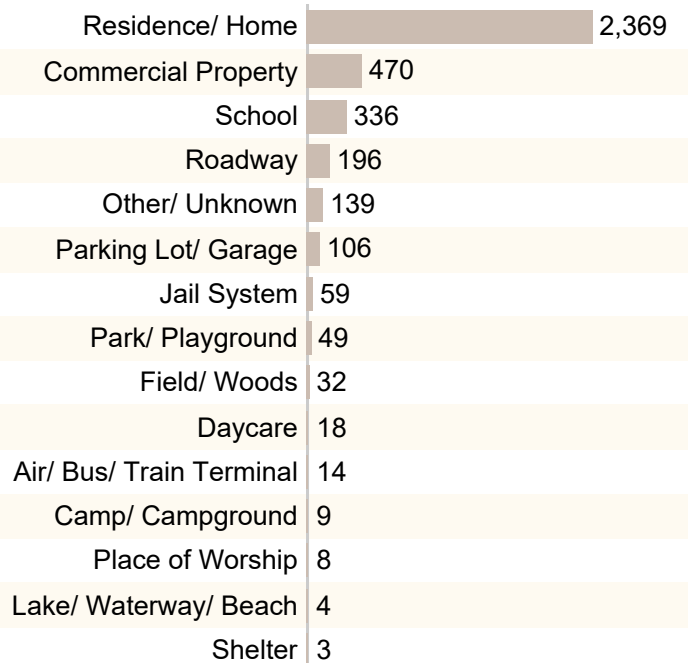 Residence/ Home 2,369
Commercial Property 470
School 336
Roadway 196
Other/ Unknown 139
Parking Lot/ Garage 106
Jail System 59
Park/ Playground 49
Field/ Woods 32
Daycare 18
Air/ Bus/ Train Terminal 14
Camp/ Campground 9
Place of Worship 8
Lake/ Waterway/ Beach 4
Shelter 3